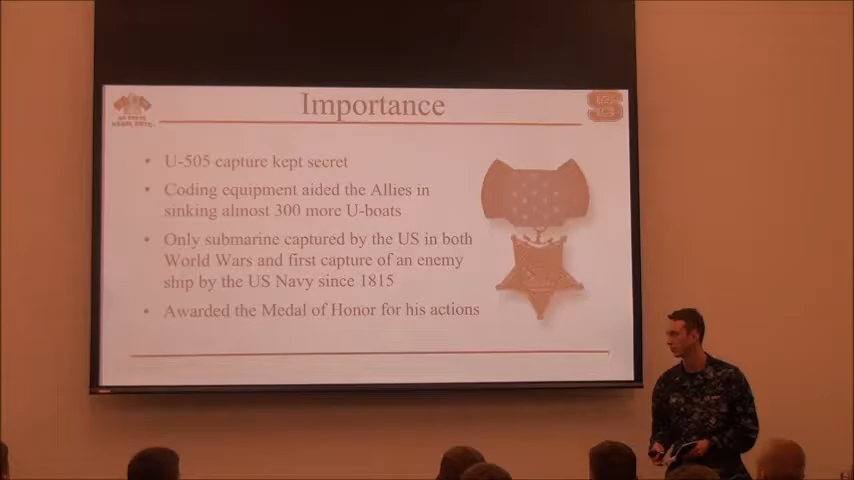 Importance
• U-505 capture kept secret
• Coding equipment aided the Allies in
sinking almost 300 more U-boats
• Only submarine captured by the US in both
World Wars and first capture of an enemy
ship by the US Navy since 1815
• Awarded the Medal of Honor for his actions